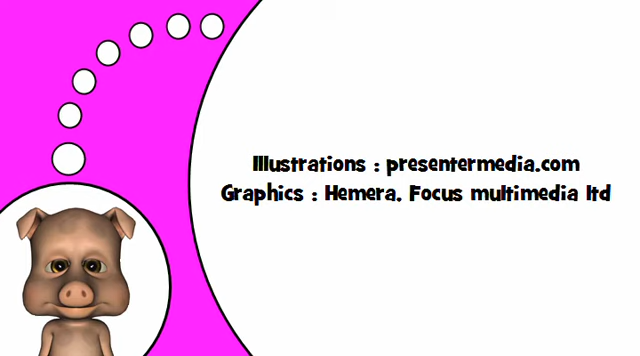 Illustrations : presentermedia.com
Graphics : Hemera. Focus multimedia ltd